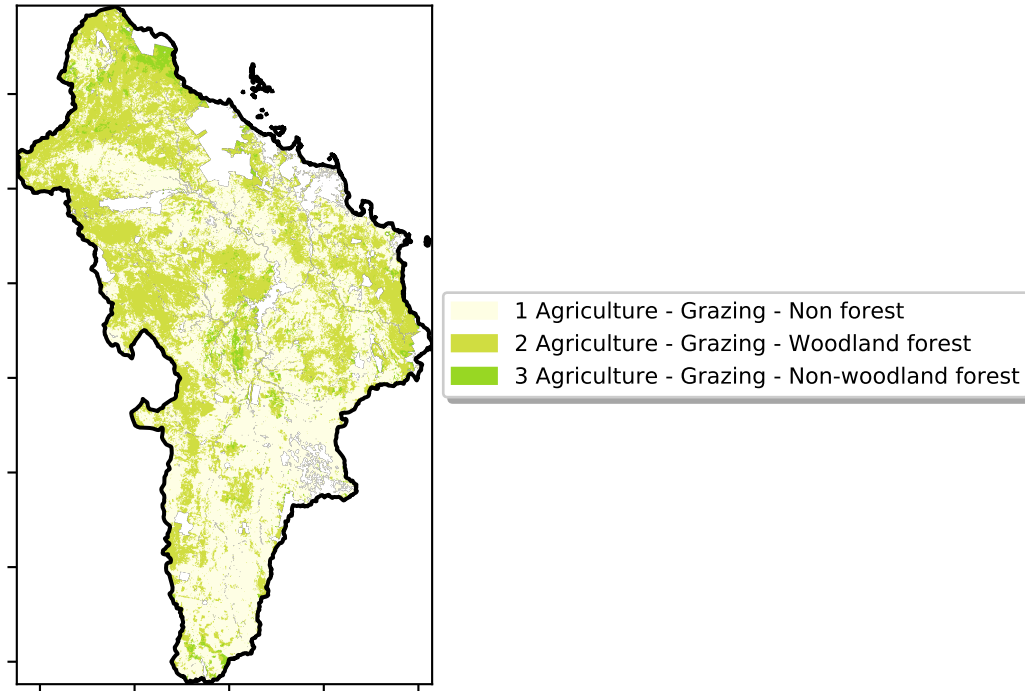 1 Agriculture - Grazing - Non forest
2 Agriculture - Grazing - Woodland forest
3 Agriculture - Grazing - Non-woodland forest